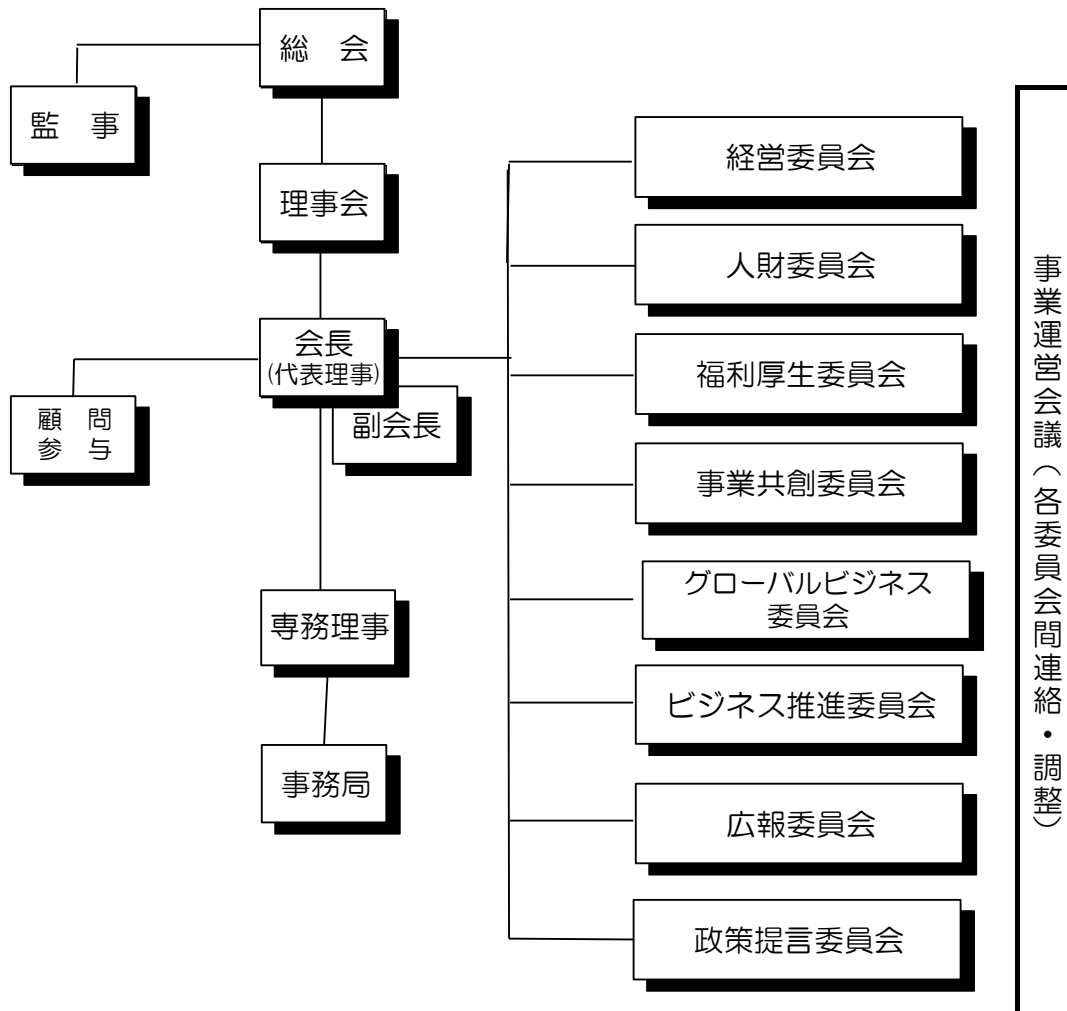 総　会
監　事
理事会
会長
(代表理事)
副会長
顧　問
参　与
専務理事
事務局
経営委員会
人財委員会
福利厚生委員会
事業共創委員会
グローバルビジネス
委員会
ビジネス推進委員会
広報委員会
政策提言委員会
事業運営会議（各委員会間連絡・調整）